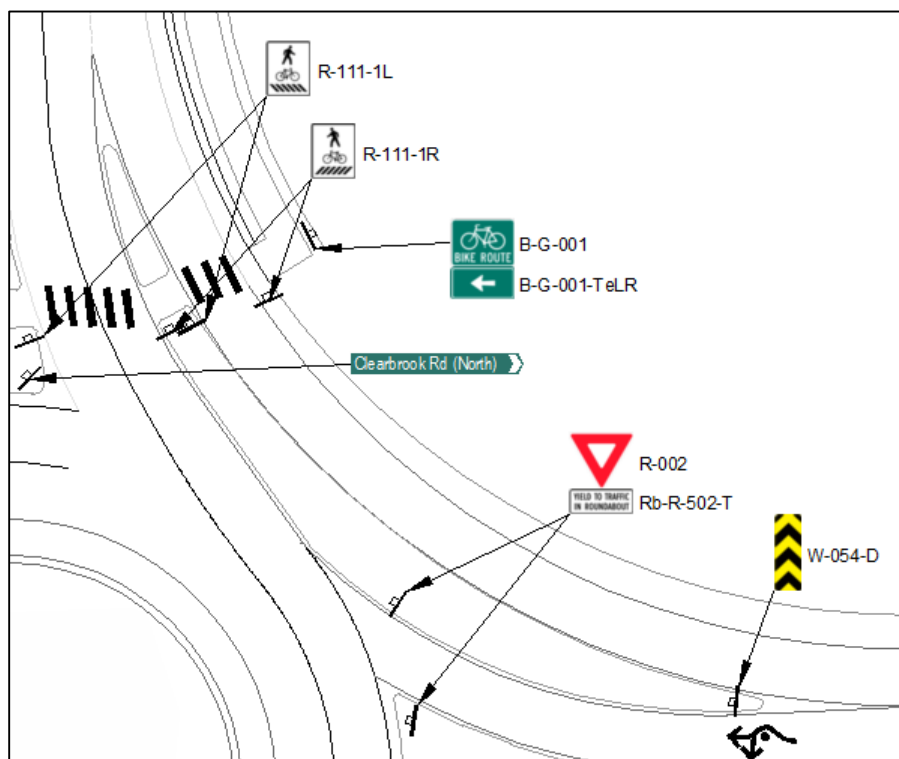 R-111-1L
R-111-1R
BIKE ROUTE
B-G-001
B-G-001-TeLR
Clearbrook Rd (North)
R-002
YIELD TO TRAFFIC
IN ROUNDABOUT
Rb-R-502-T
W-054-D